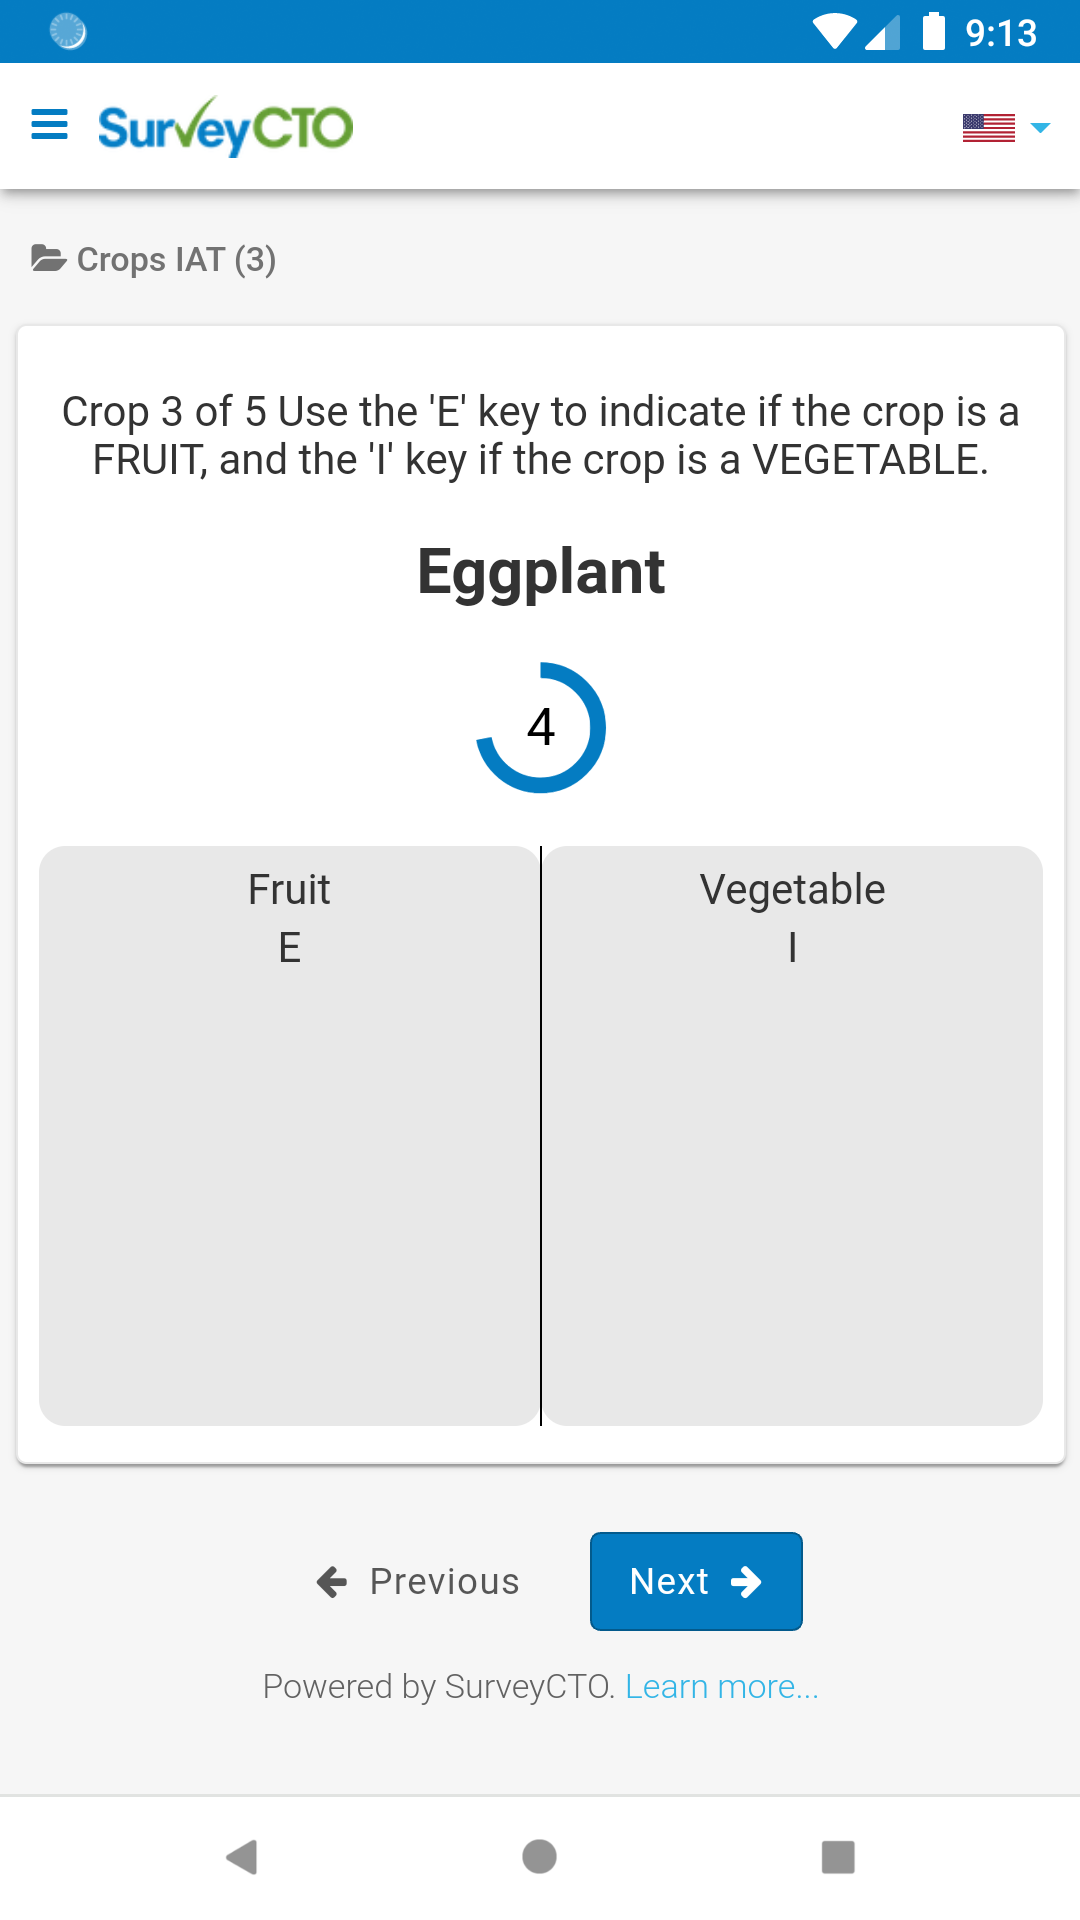 9:13
SurveyCTO
Crops IAT (3)
Crop 3 of 5 Use the 'E' key to indicate if the crop is a
FRUIT, and the 'I' key if the crop is a VEGETABLE.
Eggplant
4
Fruit
E
Vegetable
I
Previous
Next
Powered by SurveyCTO. Learn more...